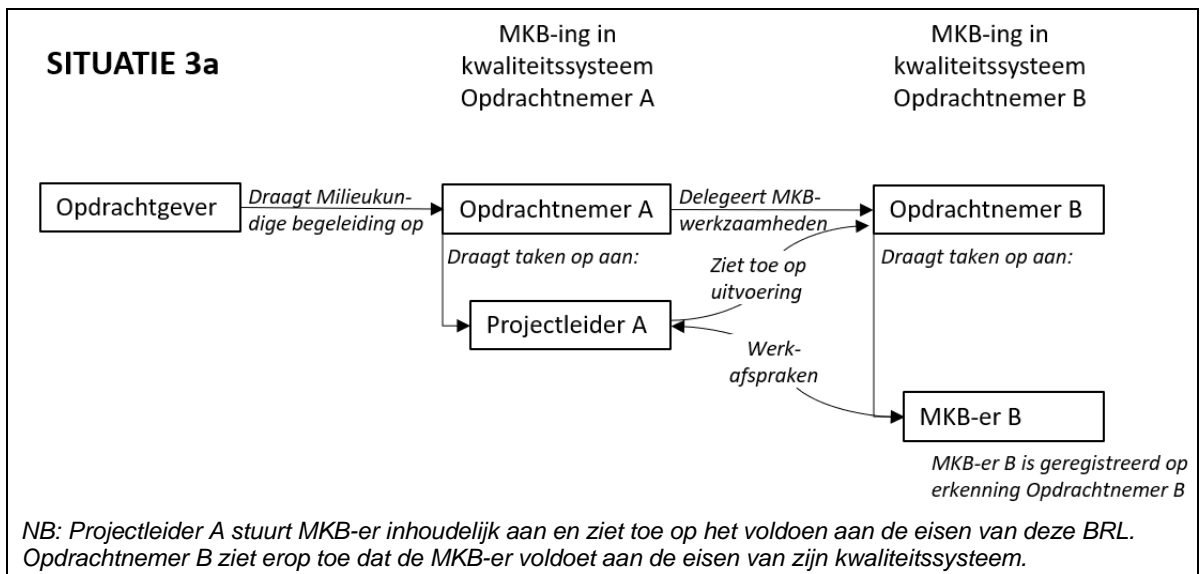 SITUATIE 3a
MKB-ing in
kwaliteitssysteem
Opdrachtnemer A
MKB-ing in
kwaliteitssysteem
Opdrachtnemer B
Opdrachtgever
Draagt Milieukun-
dige begeleiding op
Opdrachtnemer A
Delegeert MKB-
werkzaamheden
Opdrachtnemer B
Draagt taken op aan:
Ziet toe op
uitvoering
Draagt taken op aan:
Projectleider A
Werk-
afspraken
MKB-er B
MKB-er B is geregistreerd op
erkenning Opdrachtnemer B
NB: Projectleider A stuurt MKB-er inhoudelijk aan en ziet toe op het voldoen aan de eisen van deze BRL.
Opdrachtnemer B ziet erop toe dat de MKB-er voldoet aan de eisen van zijn kwaliteitssysteem.